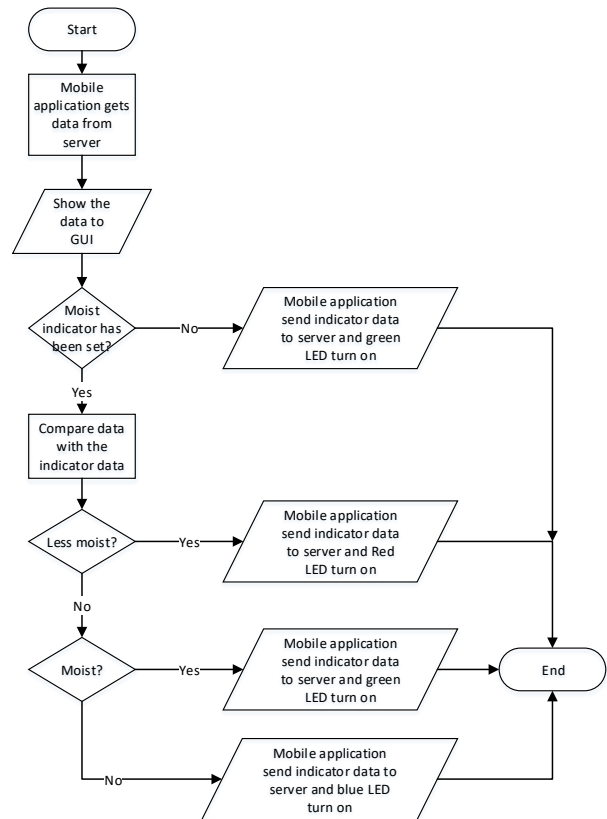 Start
Mobile
application gets
data from
server
Show the
data to
GUI
Moist
indicator has
been set?
No
Mobile application
send indicator data
to server and green
LED turn on
Yes
Compare data
with the
indicator data
Less moist?
Yes
Mobile application
send indicator data
to server and Red
LED turn on
No
Moist?
Yes
Mobile application
send indicator data
to server and green
LED turn on
End
No
Mobile application
send indicator data to
server and blue LED
turn on